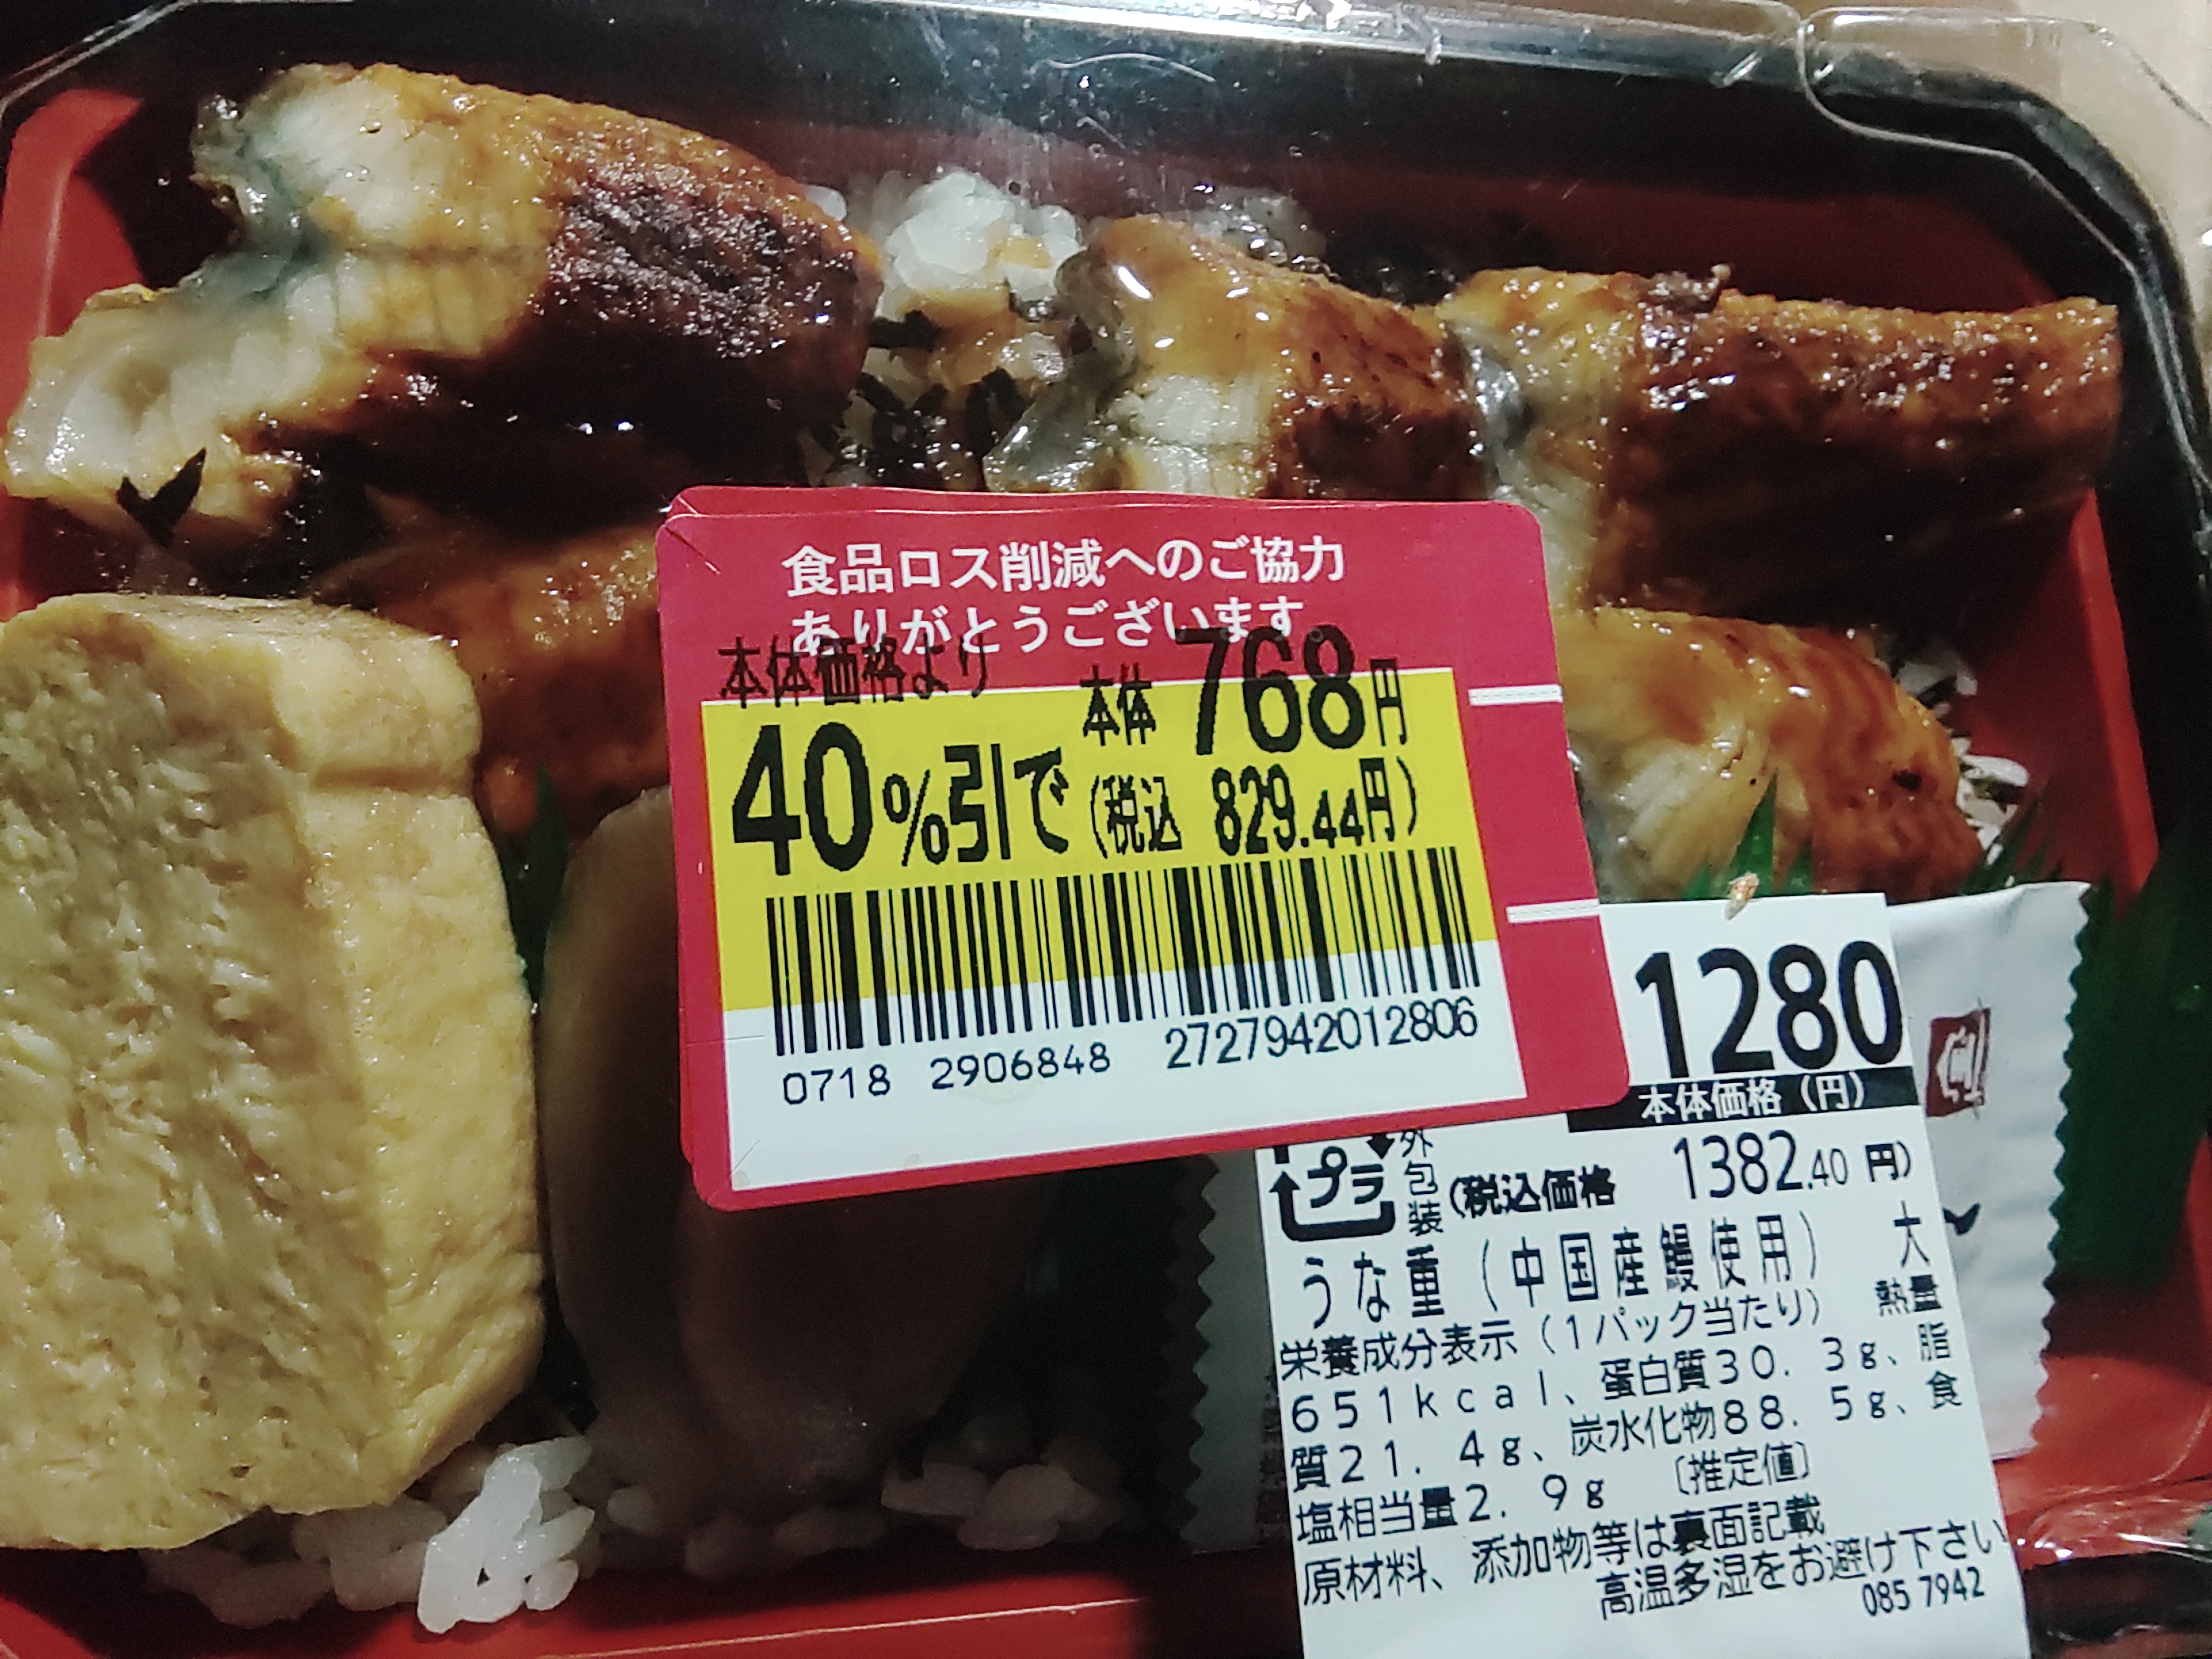 食品ロス削減へのご協力
ありがとうございます
本体価格より
本体 768円
40%引で
(税込 829.44円)
0718 2906848 2727942012806
1280
本体価格 (円)
プラ
外包装
(税込価格 1382.40 円)
うな重(中国産鰻使用) 大
栄養成分表示(1パック当たり) 熱量
651kcal、蛋白質30.3g、脂
質21.4g、炭水化物88.5g、食
塩相当量2.9g 〔推定値〕
原材料、添加物等は裏面記載
高温多湿をお避け下さい
085 7942